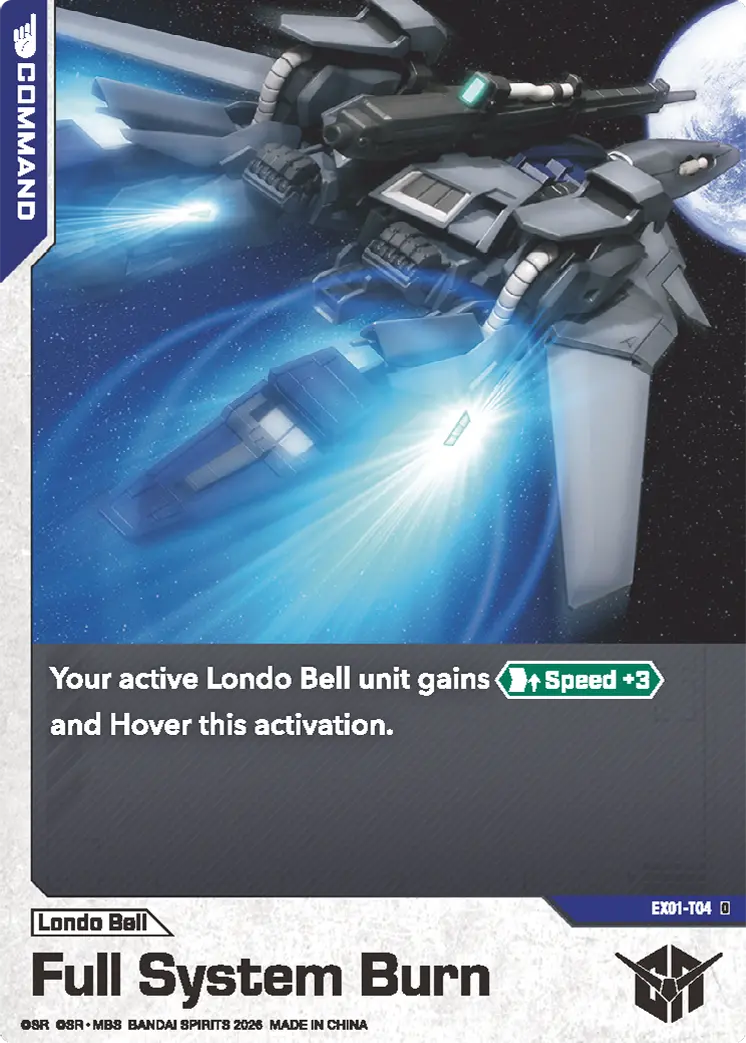 COMMAND
Your active Londo Bell unit gains Speed +3
and Hover this activation.
EX01-T04 0
Londo Bell
Full System Burn
©SR ©SR・MBS BANDAI SPIRITS 2026 MADE IN CHINA